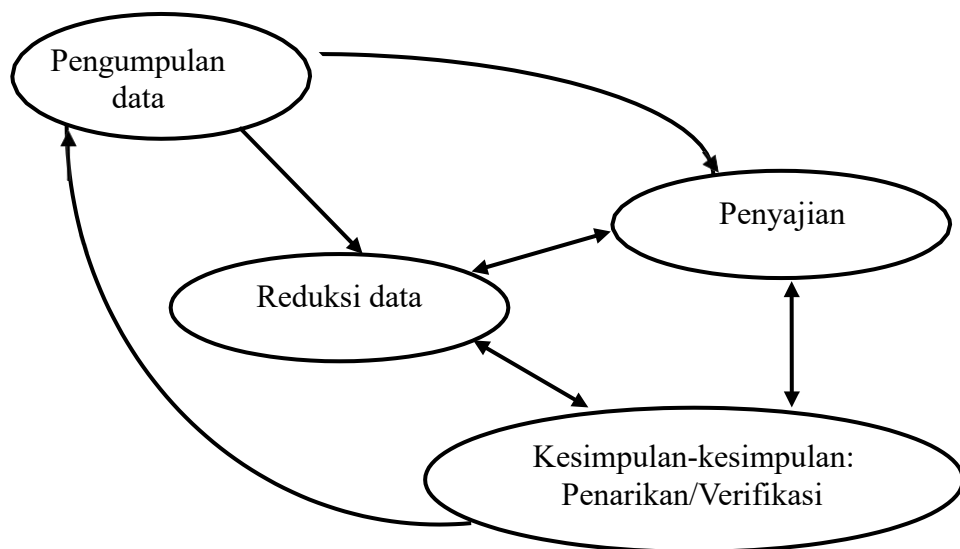 Pengumpulan
data
Penyajian
Reduksi data
Kesimpulan-kesimpulan:
Penarikan/Verifikasi